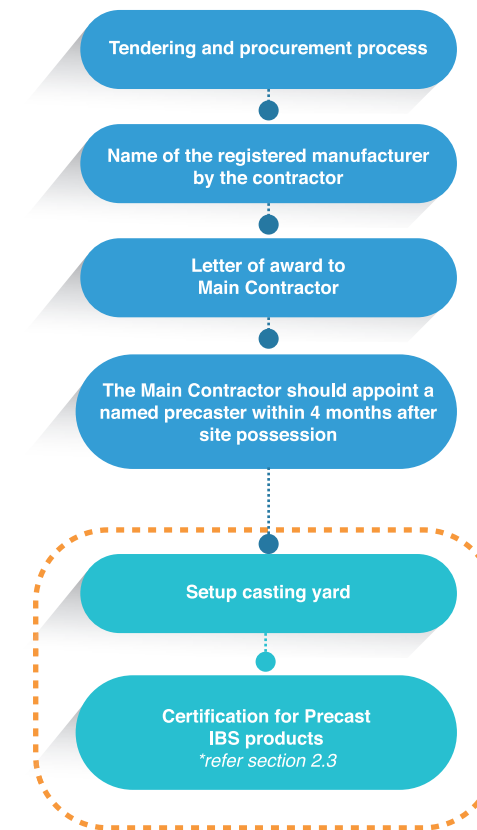 Tendering and procurement process
Name of the registered manufacturer
by the contractor
Letter of award to
Main Contractor
The Main Contractor should appoint a
named precaster within 4 months after
site possession
Setup casting yard
Certification for Precast
IBS products
*refer section 2.3